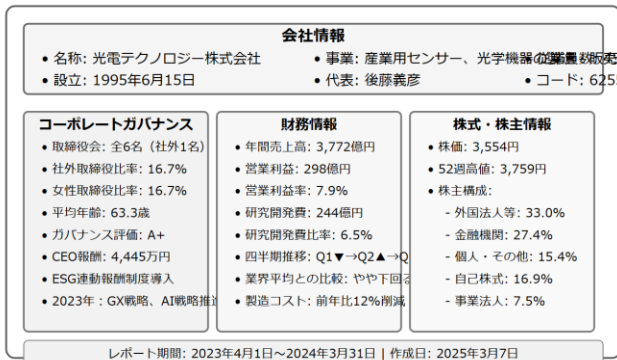 会社情報
• 名称: 光電テクノロジー株式会社 • 事業: 産業用センサー、光学機器
• 設立: 1995年6月15日 • 代表: 後藤義彦 • コード: 625
コーポレートガバナンス
• 取締役会: 全6名（社外1名）
• 社外取締役比率: 16.7%
• 女性取締役比率: 16.7%
• 平均年齢: 63.3歳
• ガバナンス評価: A+
• CEO報酬: 4,445万円
• ESG連動報酬制度導入
• 2023年：GX戦略、AI戦略推進
財務情報
• 年間売上高: 3,772億円
• 営業利益: 298億円
• 営業利益率: 7.9%
• 研究開発費: 244億円
• 研究開発費比率: 6.5%
• 四半期推移: Q1▼→Q2▲→Q
• 業界平均との比較: やや下回る
• 製造コスト: 前年比12%削減
株式・株主情報
• 株価: 3,554円
• 52週高値: 3,759円
• 株主構成:
- 外国法人等: 33.0%
- 金融機関: 27.4%
- 個人・その他: 15.4%
- 自己株式: 16.9%
- 事業法人: 7.5%
レポート期間: 2023年4月1日～2024年3月31日 | 作成日: 2025年3月7日